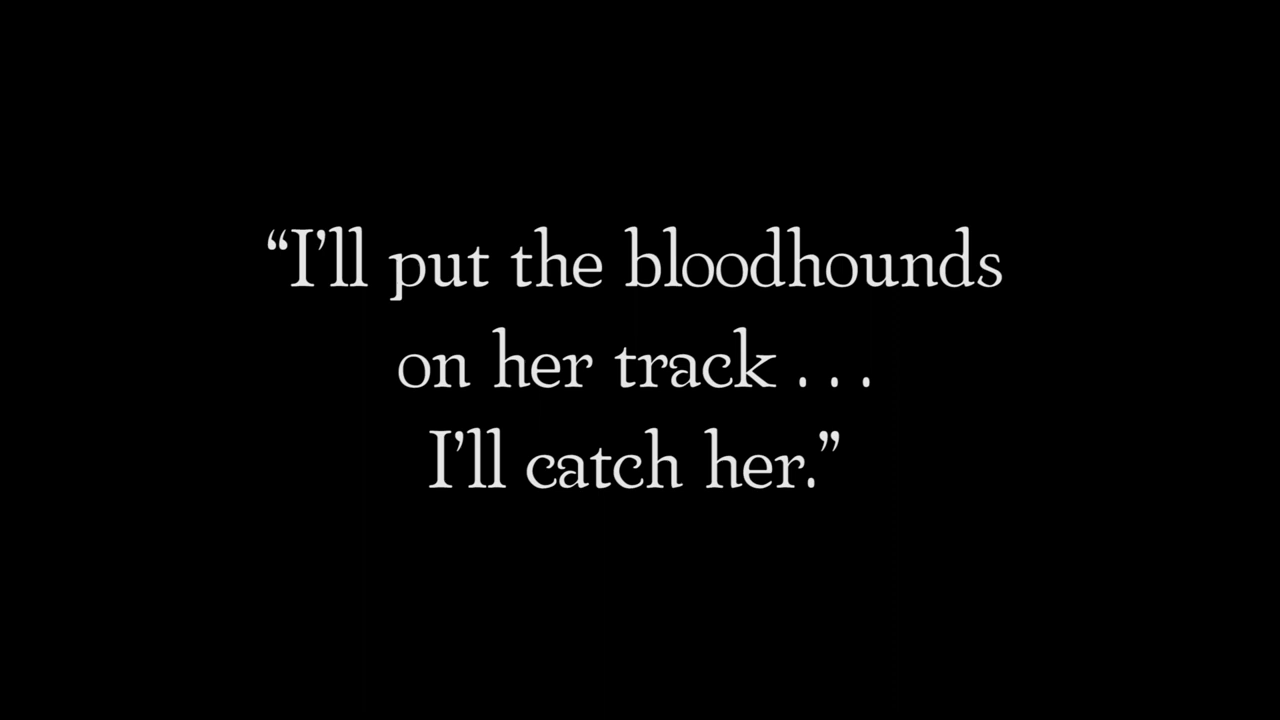 “I’ll put the bloodhounds
on her track . . .
I’ll catch her.”